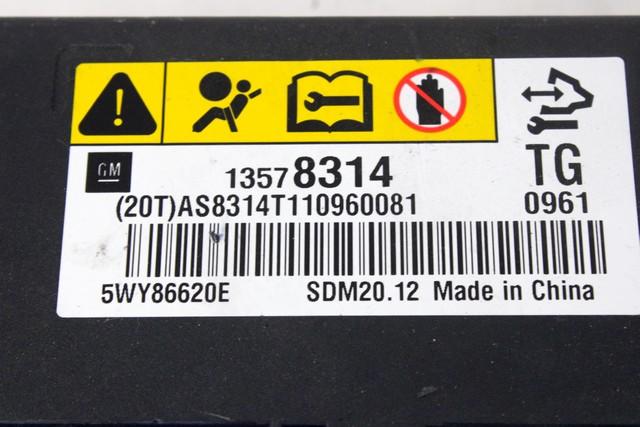 GM
13578314
TG
(20T)AS8314T110960081
0961
5WY86620E SDM20.12 Made in China